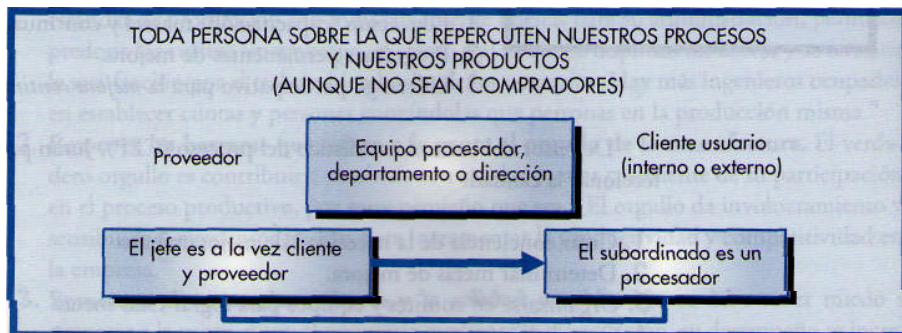 TODA PERSONA SOBRE LA QUE REPERCUTEN NUESTROS PROCESOS
Y NUESTROS PRODUCTOS
(AUNQUE NO SEAN COMPRADORES)
Proveedor
Equipo procesador,
departamento o dirección
Cliente usuario
(interno o externo)
El jefe es a la vez cliente
y proveedor
El subordinado es un
procesador